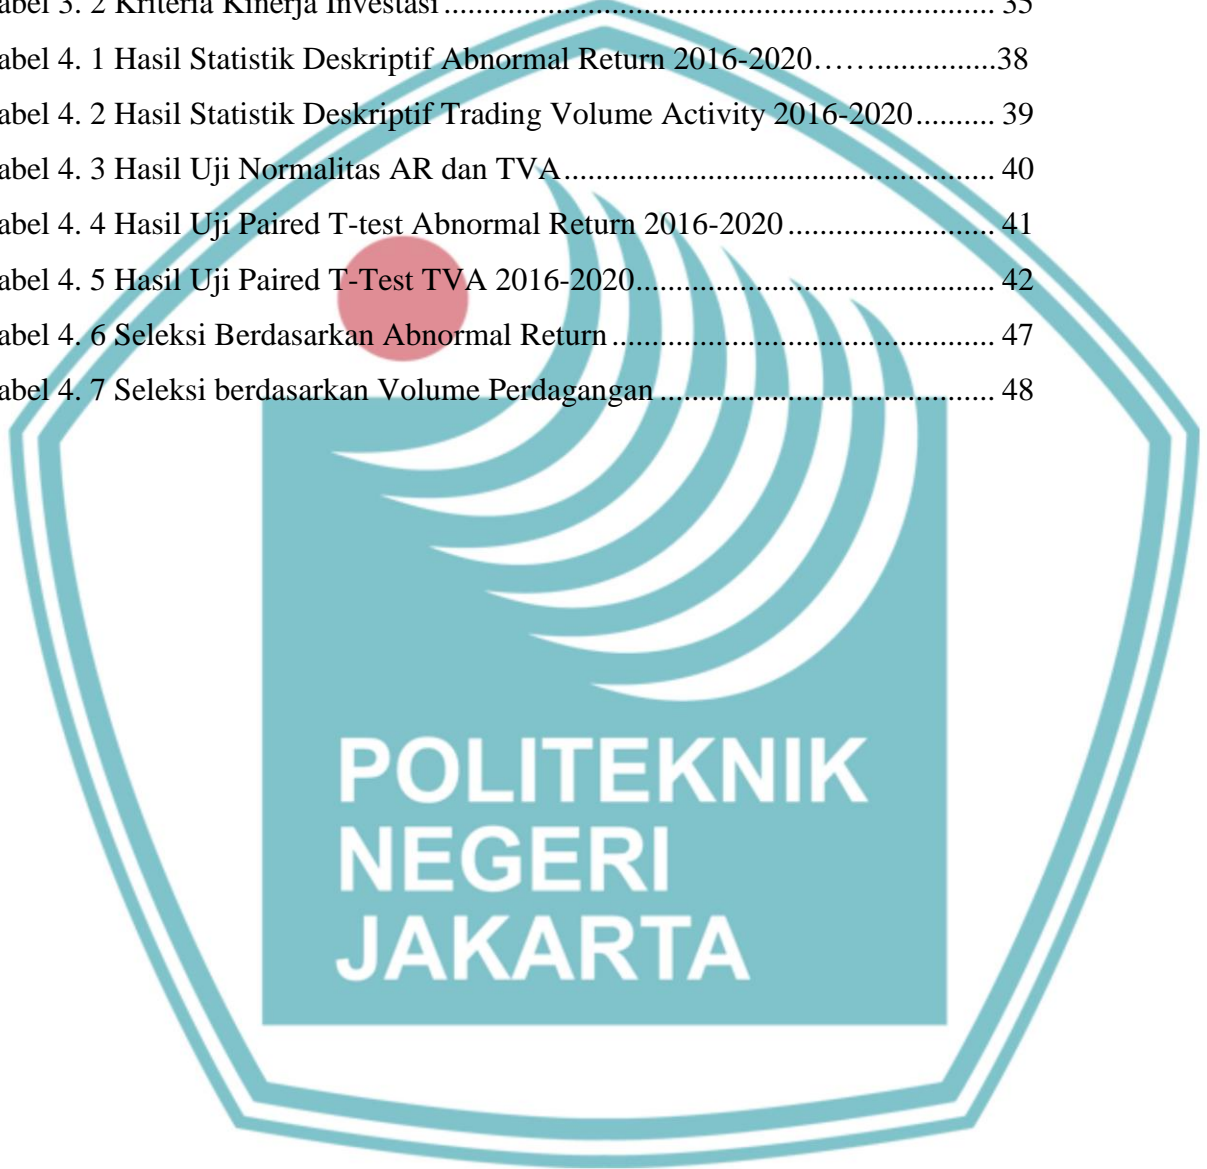 abel 3. 2 Kriteria Kinerja Investasi..................................................................... 35
abel 4. 1 Hasil Statistik Deskriptif Abnormal Return 2016-2020……...............38
abel 4. 2 Hasil Statistik Deskriptif Trading Volume Activity 2016-2020.......... 39
abel 4. 3 Hasil Uji Normalitas AR dan TVA...................................................... 40
abel 4. 4 Hasil Uji Paired T-test Abnormal Return 2016-2020.......................... 41
abel 4. 5 Hasil Uji Paired T-Test TVA 2016-2020............................................. 42
abel 4. 6 Seleksi Berdasarkan Abnormal Return................................................ 47
abel 4. 7 Seleksi berdasarkan Volume Perdagangan.......................................... 48
POLITEKNIK
NEGERI
JAKARTA